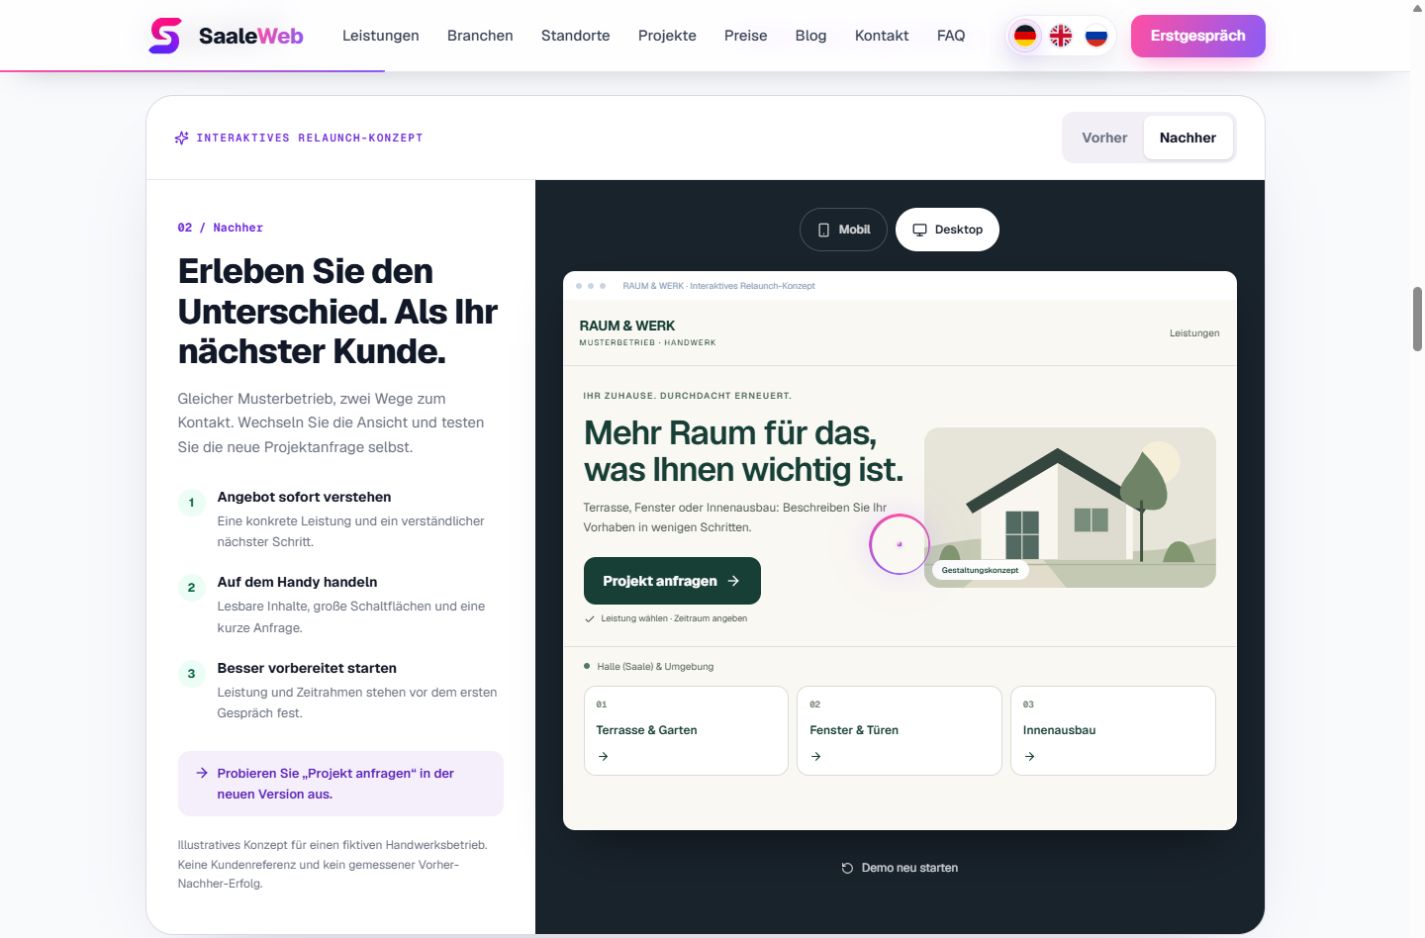 SaaleWeb
Leistungen
Branchen
Standorte
Projekte
Preise
Blog
Kontakt
FAQ
Erstgespräch
INTERAKTIVES RELAUNCH-KONZEPT
Vorher
Nachher
02 / Nachher
Erleben Sie den
Unterschied. Als Ihr
nächster Kunde.
Gleicher Musterbetrieb, zwei Wege zum
Kontakt. Wechseln Sie die Ansicht und testen
Sie die neue Projektanfrage selbst.
1
Angebot sofort verstehen
Eine konkrete Leistung und ein verständlicher
nächster Schritt.
2
Auf dem Handy handeln
Lesbare Inhalte, große Schaltflächen und eine
kurze Anfrage.
3
Besser vorbereitet starten
Leistung und Zeitrahmen stehen vor dem ersten
Gespräch fest.
Probieren Sie „Projekt anfragen“ in der
neuen Version aus.
Illustratives Konzept für einen fiktiven Handwerksbetrieb.
Keine Kundenreferenz und kein gemessener Vorher-
Nachher-Erfolg.
Mobil
Desktop
RAUM & WERK · Interaktives Relaunch-Konzept
RAUM & WERK
MUSTERBETRIEB · HANDWERK
Leistungen
IHR ZUHAUSE. DURCHDACHT ERNEUERT.
Mehr Raum für das,
was Ihnen wichtig ist.
Terrasse, Fenster oder Innenausbau: Beschreiben Sie Ihr
Vorhaben in wenigen Schritten.
Projekt anfragen
Leistung wählen · Zeitraum angeben
Gestaltungskonzept
Halle (Saale) & Umgebung
01
Terrasse & Garten
02
Fenster & Türen
03
Innenausbau
Demo neu starten